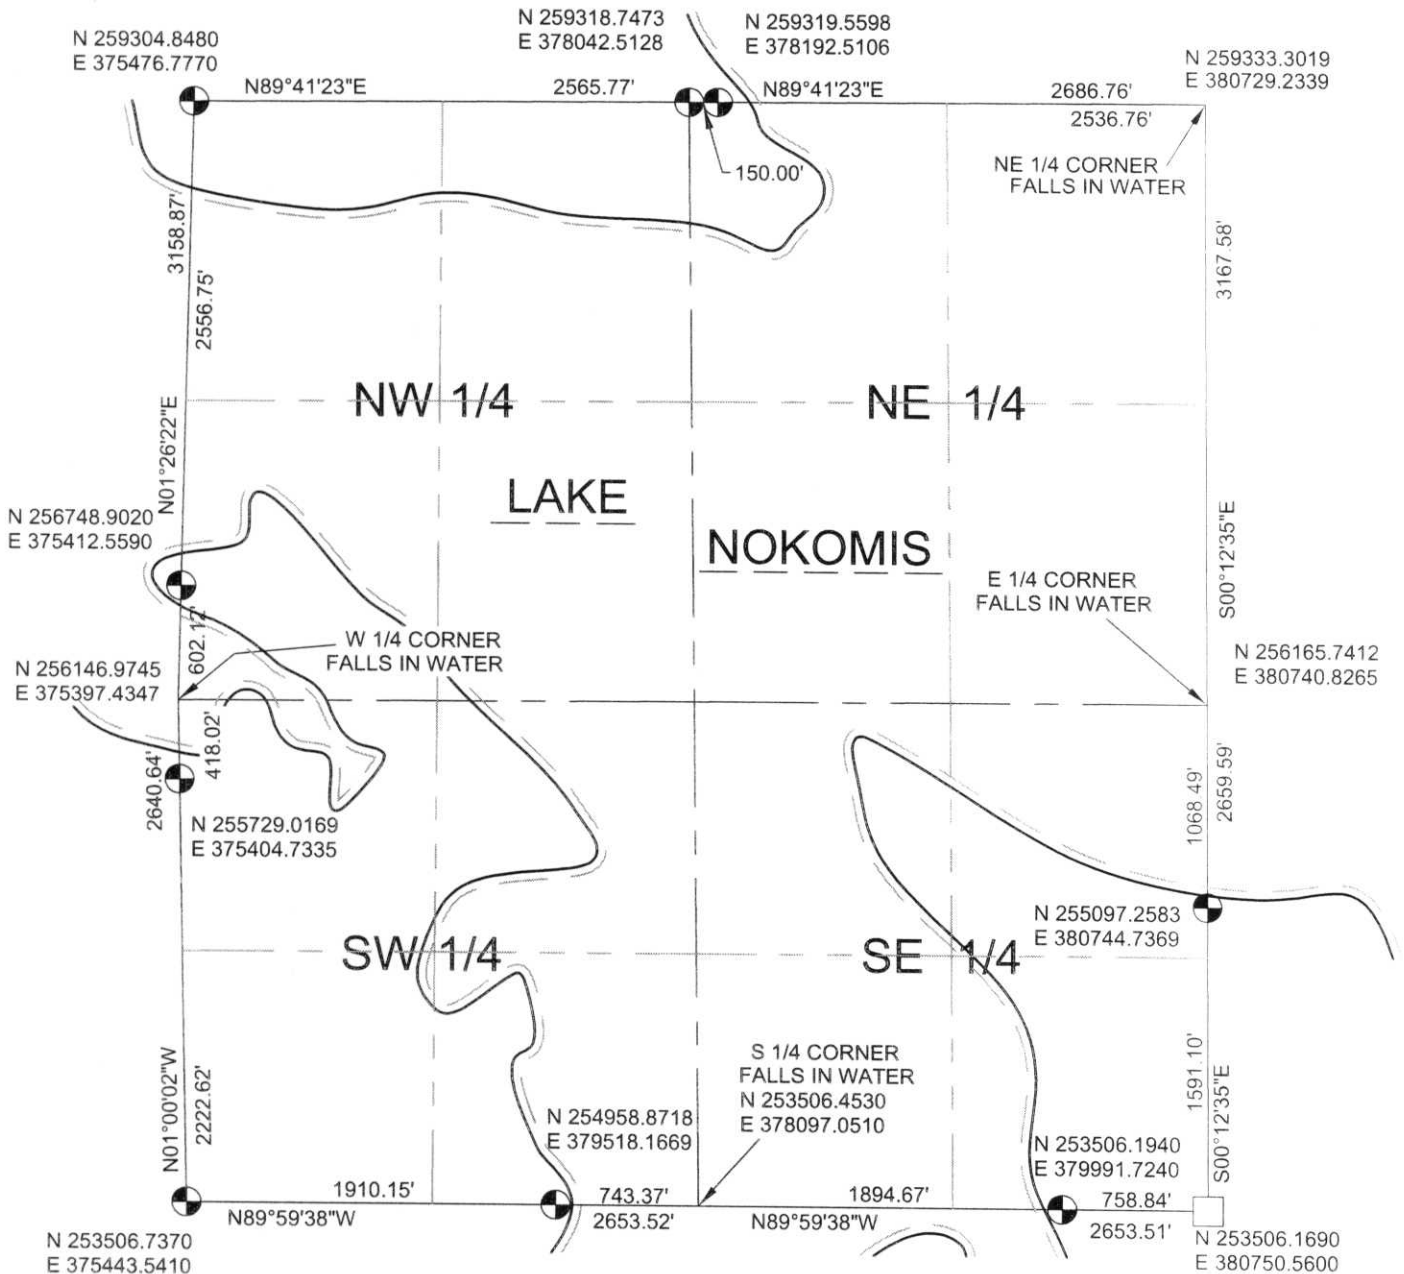 N 259304.8480
E 375476.7770
N 259318.7473
E 378042.5128
N 259319.5598
E 378192.5106
N 259333.3019
E 380729.2339
N89°41'23"E
2565.77'
N89°41'23"E
2686.76'
2536.76'
150.00'
NE 1/4 CORNER
FALLS IN WATER
3158.87'
2556.75'
3167.58'
NW 1/4
NE 1/4
N01°26'22"E
LAKE
NOKOMIS
N 256748.9020
E 375412.5590
S00°12'35"E
E 1/4 CORNER
FALLS IN WATER
602.12'
W 1/4 CORNER
FALLS IN WATER
N 256146.9745
E 375397.4347
N 256165.7412
E 380740.8265
418.02'
2640.64'
1068.49'
2659.59'
N 255729.0169
E 375404.7335
N 255097.2583
E 380744.7369
SW 1/4
SE 1/4
N01°00'02"W
2222.62'
S 1/4 CORNER
FALLS IN WATER
N 253506.4530
E 378097.0510
1591.10'
S00°12'35"E
N 254958.8718
E 379518.1669
N 253506.1940
E 379991.7240
1910.15'
743.37'
1894.67'
758.84'
N89°59'38"W
2653.52'
N89°59'38"W
2653.51'
N 253506.7370
E 375443.5410
N 253506.1690
E 380750.5600